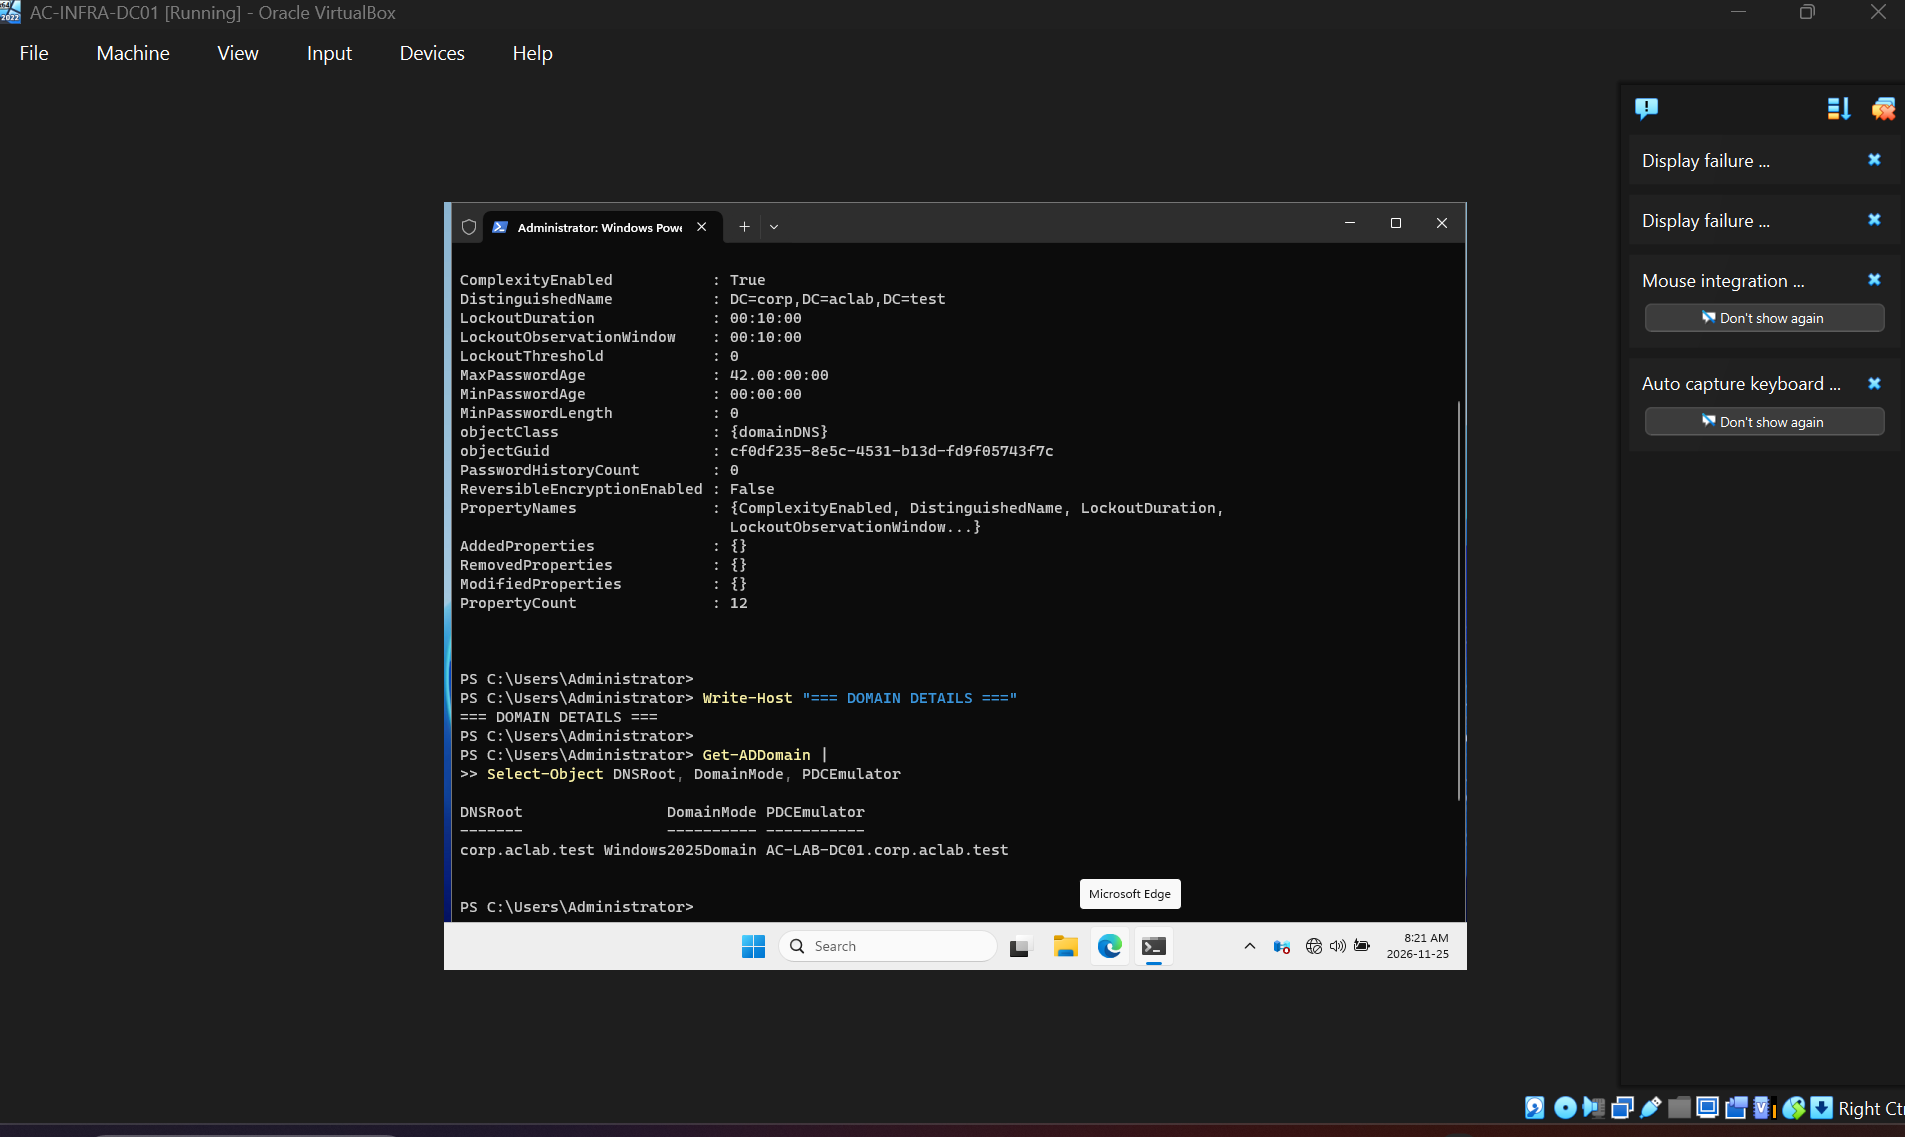 AC-INFRA-DC01 [Running] - Oracle VirtualBox
File Machine View Input Devices Help
Display failure ...
Display failure ...
Mouse integration ...
Don't show again
Auto capture keyboard ...
Don't show again
Administrator: Windows Powe
ComplexityEnabled : True
DistinguishedName : DC=corp,DC=aclab,DC=test
LockoutDuration : 00:10:00
LockoutObservationWindow : 00:10:00
LockoutThreshold : 0
MaxPasswordAge : 42.00:00:00
MinPasswordAge : 00:00:00
MinPasswordLength : 0
objectClass : {domainDNS}
objectGuid : cf0df235-8e5c-4531-b13d-fd9f05743f7c
PasswordHistoryCount : 0
ReversibleEncryptionEnabled : False
PropertyNames : {ComplexityEnabled, DistinguishedName, LockoutDuration,
LockoutObservationWindow...}
AddedProperties : {}
RemovedProperties : {}
ModifiedProperties : {}
PropertyCount : 12
PS C:\Users\Administrator>
PS C:\Users\Administrator> Write-Host "=== DOMAIN DETAILS ==="
=== DOMAIN DETAILS ===
PS C:\Users\Administrator>
PS C:\Users\Administrator> Get-ADDomain |
>> Select-Object DNSRoot, DomainMode, PDCEmulator
DNSRoot DomainMode PDCEmulator
------- ---------- -----------
corp.aclab.test Windows2025Domain AC-LAB-DC01.corp.aclab.test
PS C:\Users\Administrator>
Microsoft Edge
Search
8:21 AM
2026-11-25
Right Ct